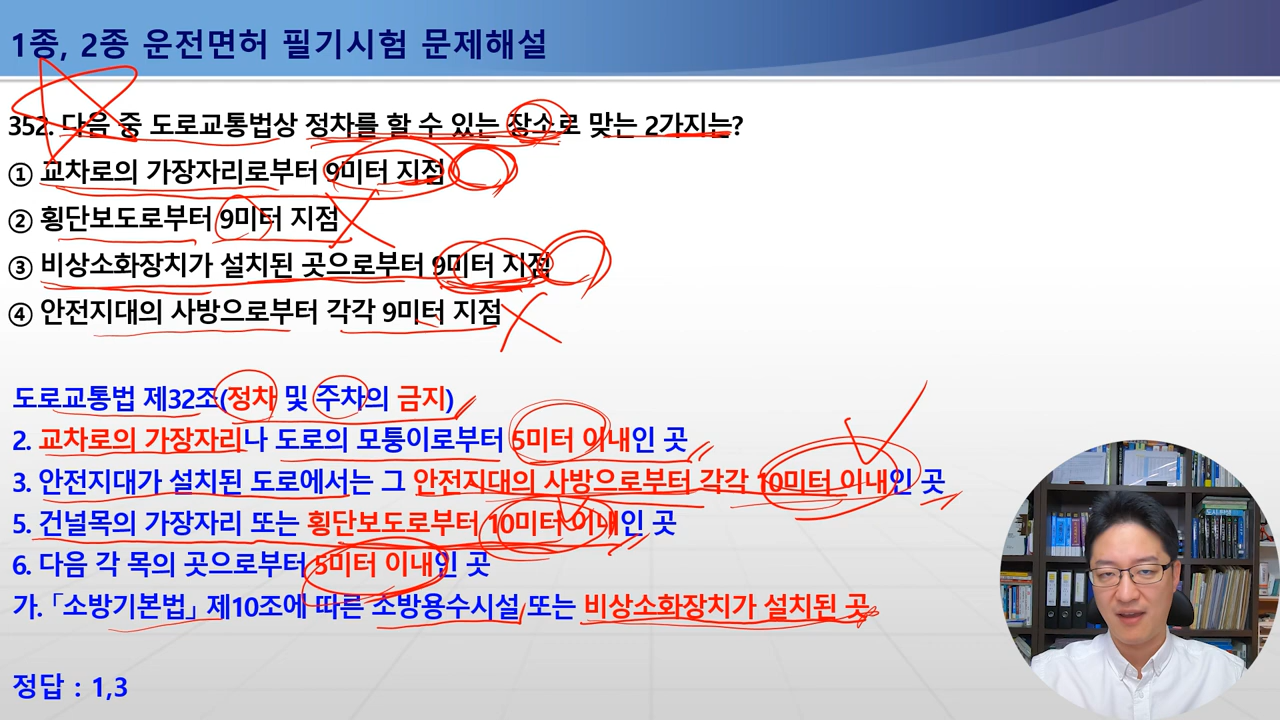 1종, 2종 운전면허 필기시험 문제해설
352. 다음 중 도로교통법상 정차를 할 수 있는 장소로 맞는 2가지는?
① 교차로의 가장자리로부터 9미터 지점
② 횡단보도로부터 9미터 지점
③ 비상소화장치가 설치된 곳으로부터 9미터 지점
④ 안전지대의 사방으로부터 각각 9미터 지점
도로교통법 제32조(정차 및 주차의 금지)
2. 교차로의 가장자리나 도로의 모퉁이로부터 5미터 이내인 곳
3. 안전지대가 설치된 도로에서는 그 안전지대의 사방으로부터 각각 10미터 이내인 곳
5. 건널목의 가장자리 또는 횡단보도로부터 10미터 이내인 곳
6. 다음 각 목의 곳으로부터 5미터 이내인 곳
가. 「소방기본법」 제10조에 따른 소방용수시설 또는 비상소화장치가 설치된 곳
정답 : 1,3